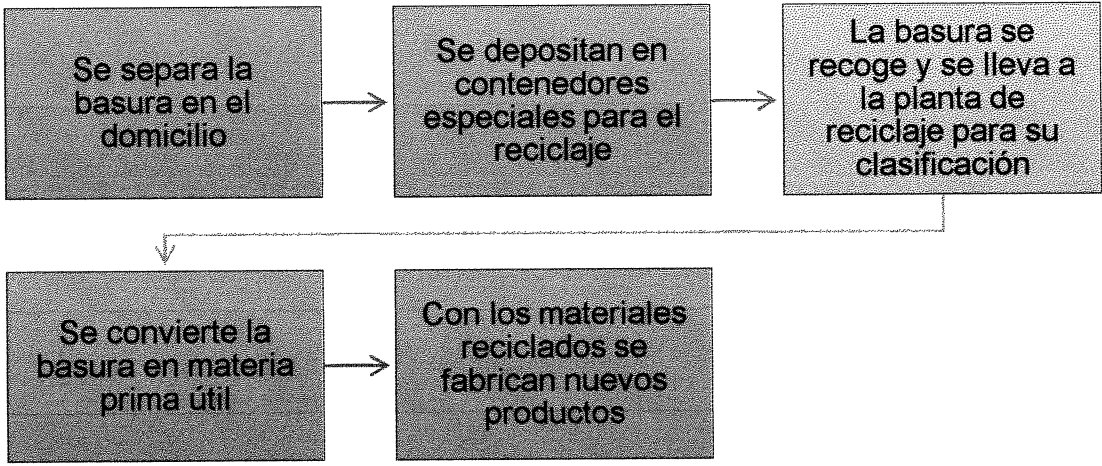 Se separa la
basura en el
domicilio
Se depositan en
contenedores
especiales para el
reciclaje
La basura se
recoge y se lleva a
la planta de
reciclaje para su
clasificación
Se convierte la
basura en materia
prima útil
Con los materiales
reciclados se
fabrican nuevos
productos